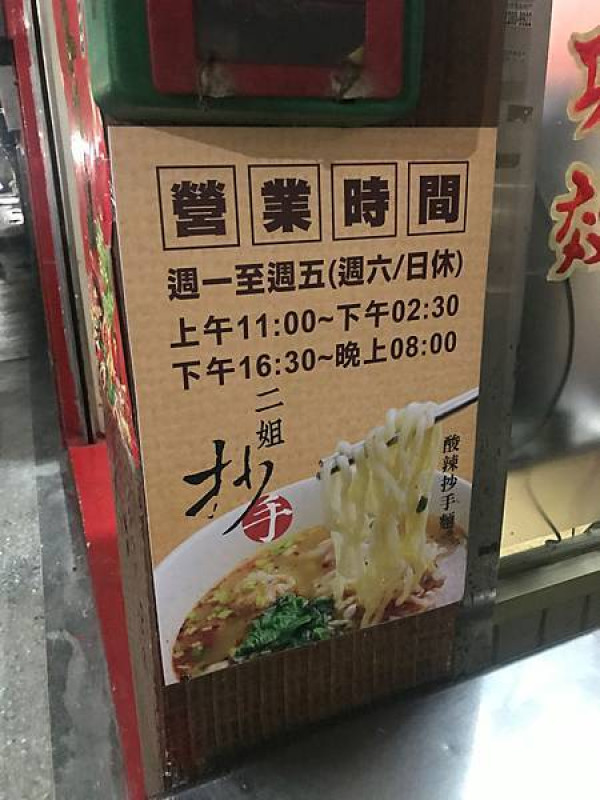 營業時間
週一至週五(週六/日休)
上午11:00~下午02:30
下午16:30~晚上08:00
二姐
抄手
酸辣抄手麵